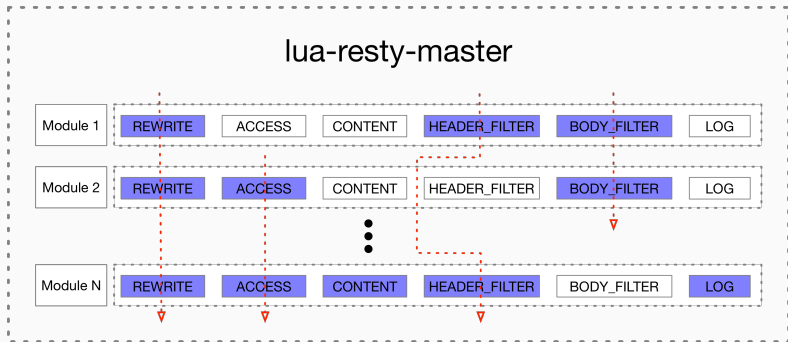 lua-resty-master
Module 1 REWRITE ACCESS CONTENT HEADER_FILTER BODY_FILTER LOG
Module 2 REWRITE ACCESS CONTENT HEADER_FILTER BODY_FILTER LOG
Module N REWRITE ACCESS CONTENT HEADER_FILTER BODY_FILTER LOG